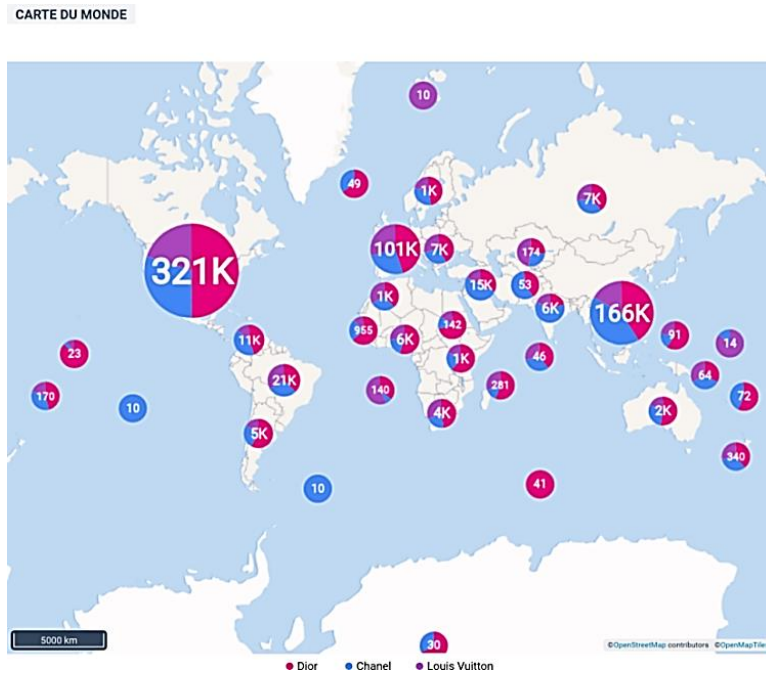 CARTE DU MONDE
10
49
1K
7K
321K
101K
7K
174
1K
15K
53
6K
166K
955
6K
142
1K
46
91
14
11K
23
21K
170
10
140
4K
281
64
72
2K
5K
340
10
41
30
5000 km
©OpenStreetMap contributors ©OpenMapTile
Dior Chanel Louis Vuitton